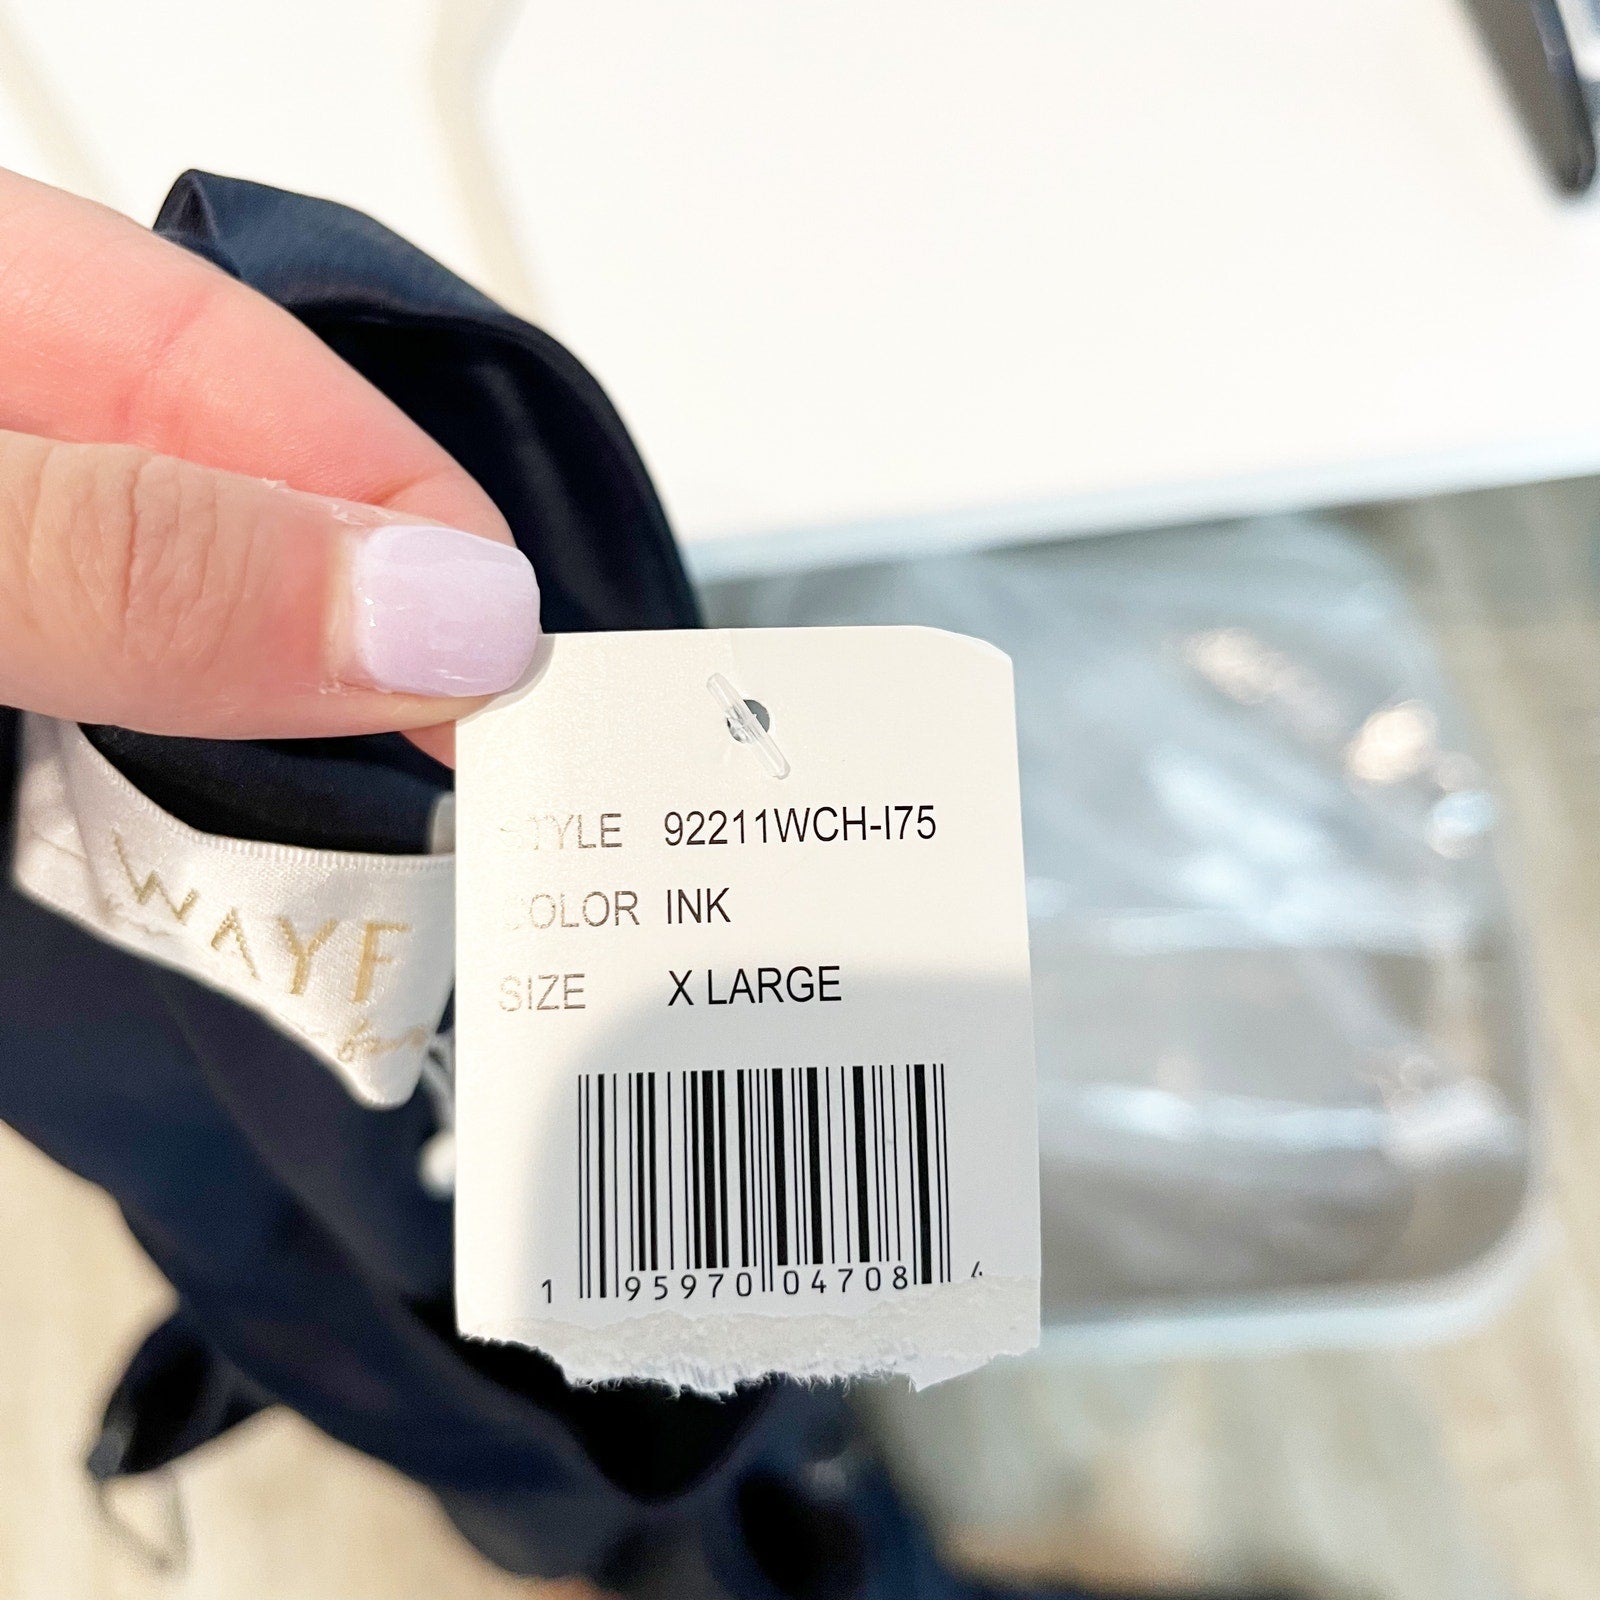 STYLE 92211WCH-I75
COLOR INK
SIZE X LARGE
1 95970 04708 4
WAYF